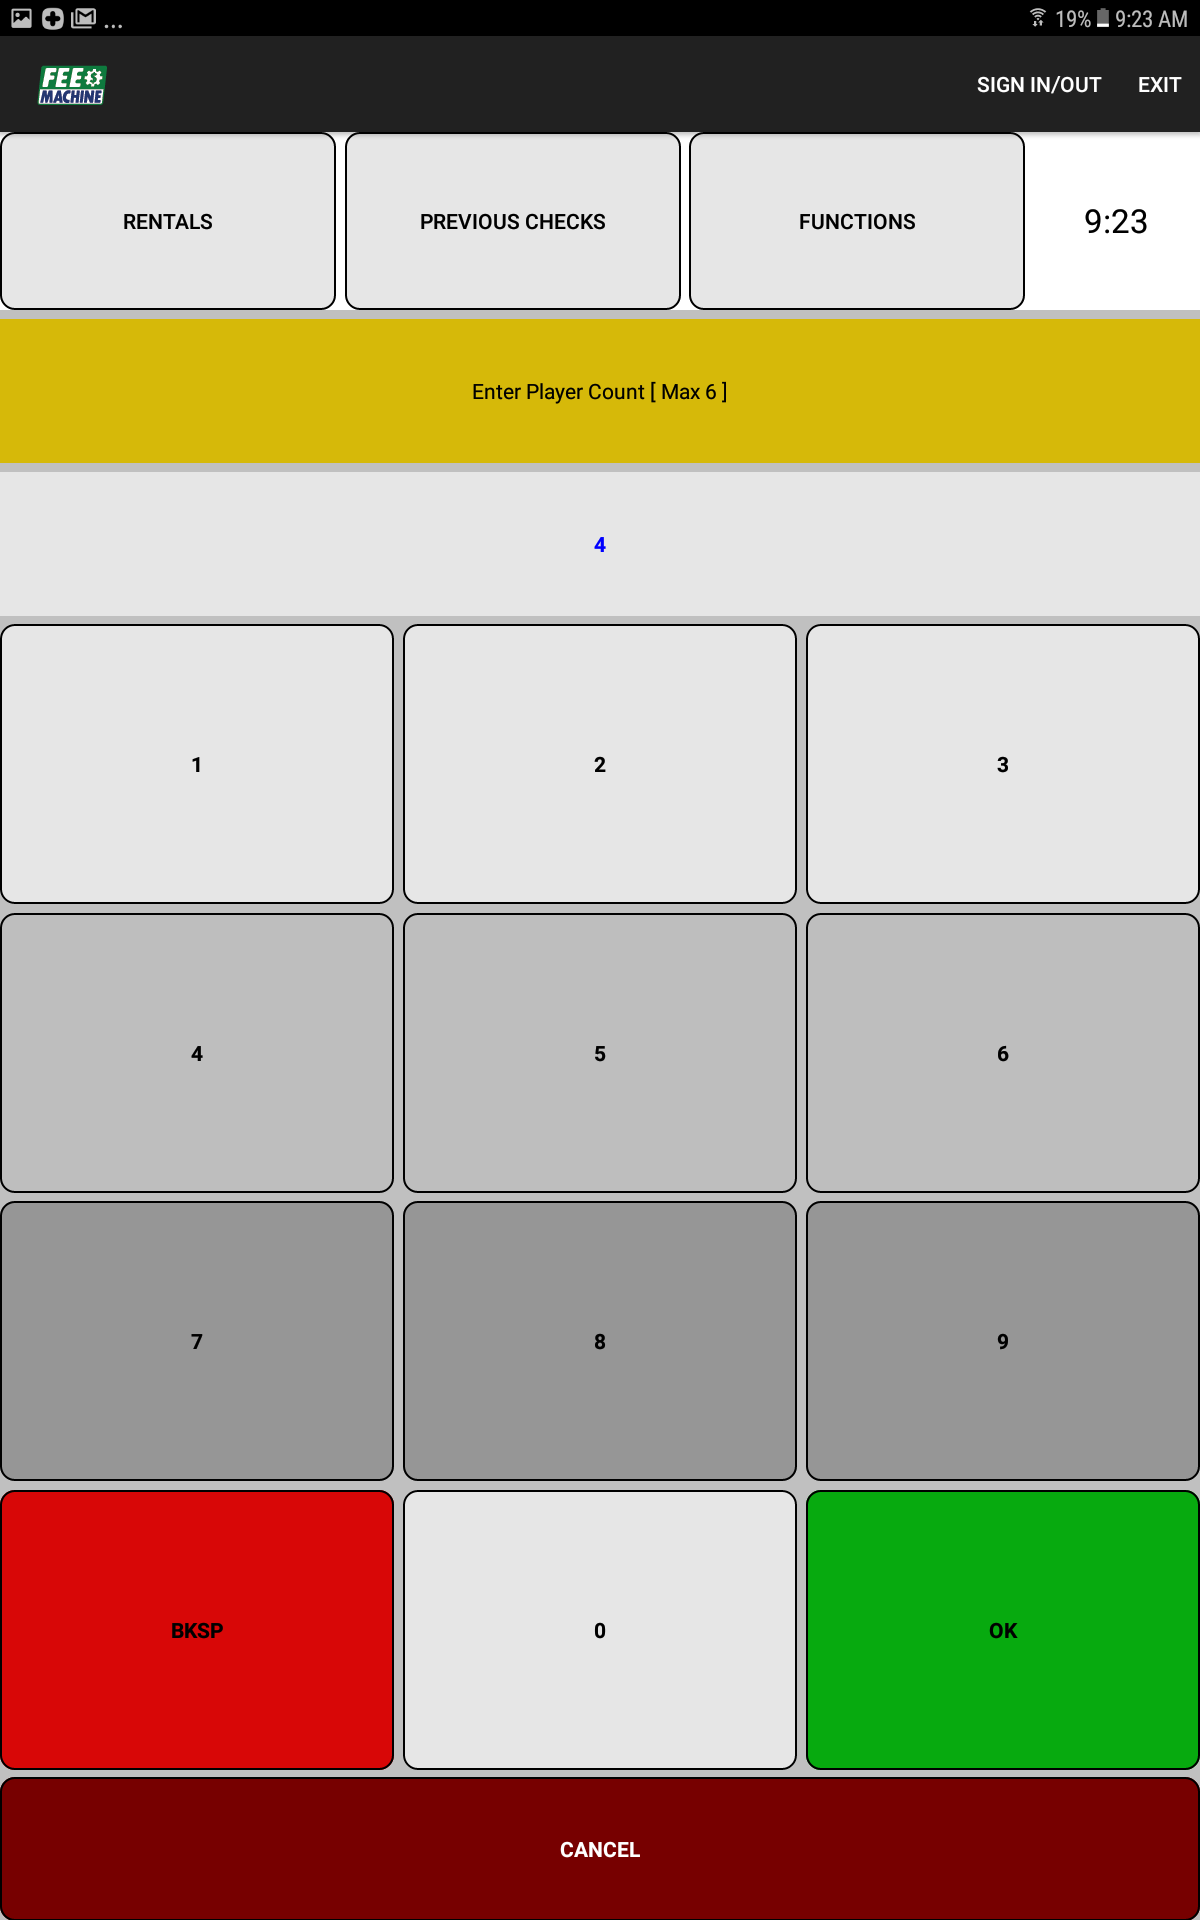 ... 19% 9:23 AM
FEE
MACHINE
SIGN IN/OUT EXIT
RENTALS PREVIOUS CHECKS FUNCTIONS 9:23
Enter Player Count [ Max 6 ]
4
1 2 3
4 5 6
7 8 9
BKSP 0 OK
CANCEL